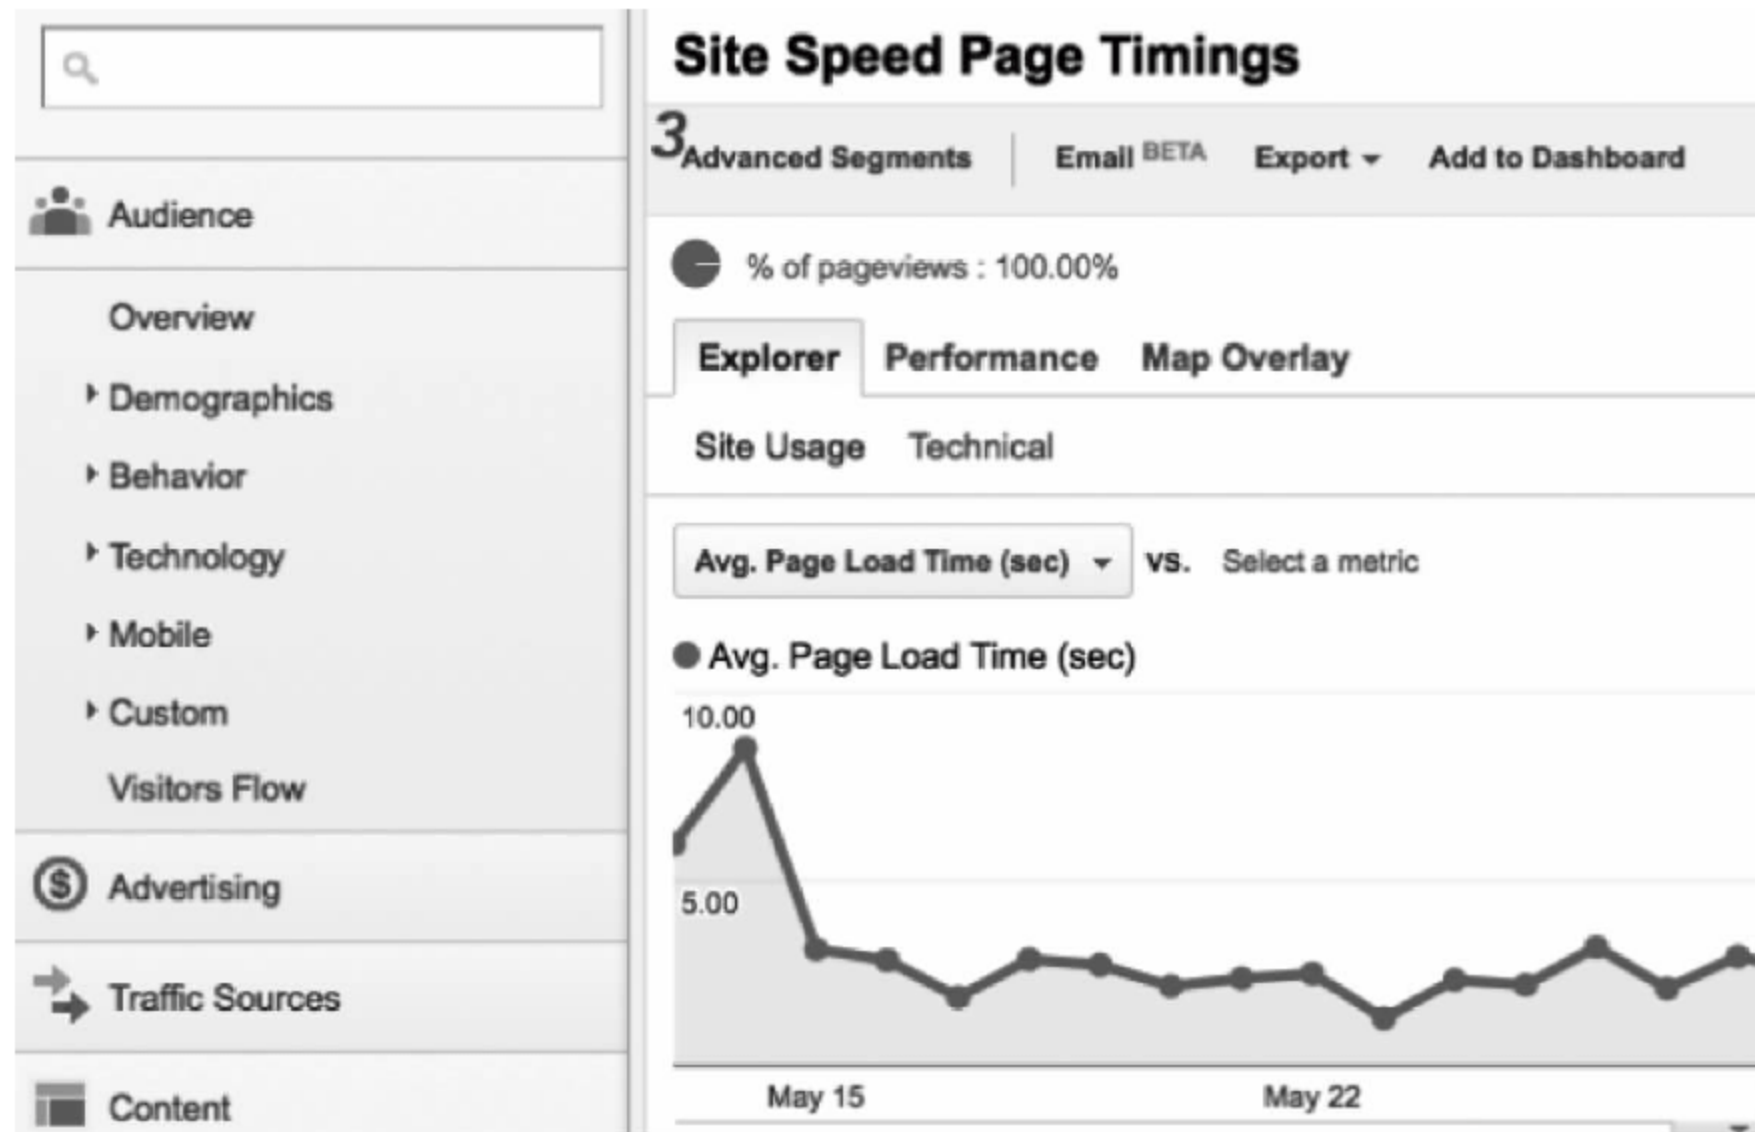 Audience
Overview
Demographics
Behavior
Technology
Mobile
Custom
Visitors Flow
Advertising
Traffic Sources
Content
Site Speed Page Timings
3
Advanced Segments Email BETA Export Add to Dashboard
% of pageviews : 100.00%
Explorer Performance Map Overlay
Site Usage Technical
Avg. Page Load Time (sec) vs. Select a metric
Avg. Page Load Time (sec)
10.00
5.00
May 15 May 22